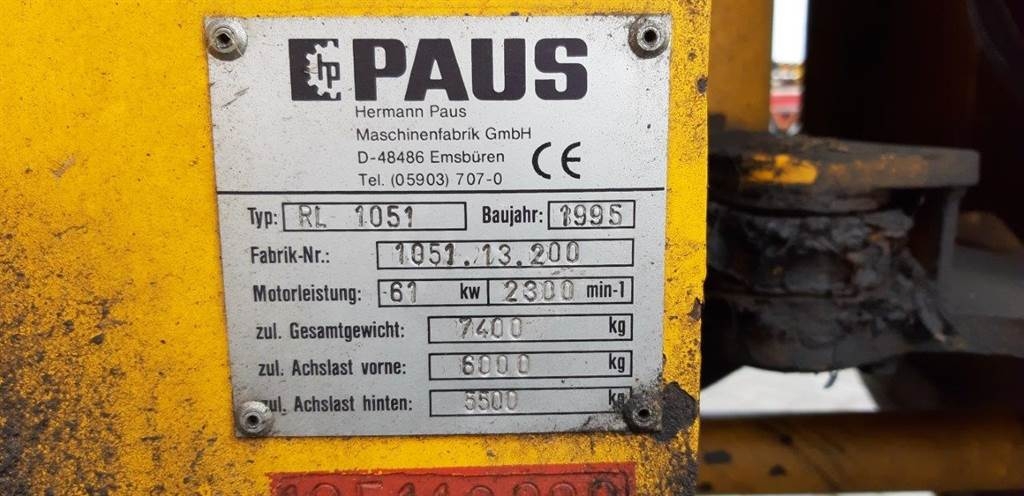 hp PAUS
Hermann Paus
Maschinenfabrik GmbH
D-48486 Emsbüren
Tel. (05903) 707-0
CE
Typ: RL 1051 Baujahr: 1995
Fabrik-Nr.: 1051.13.200
Motorleistung: 61 kw 2300 min-1
zul. Gesamtgewicht: 7400 kg
zul. Achslast vorne: 6000 kg
zul. Achslast hinten: 5500 kg